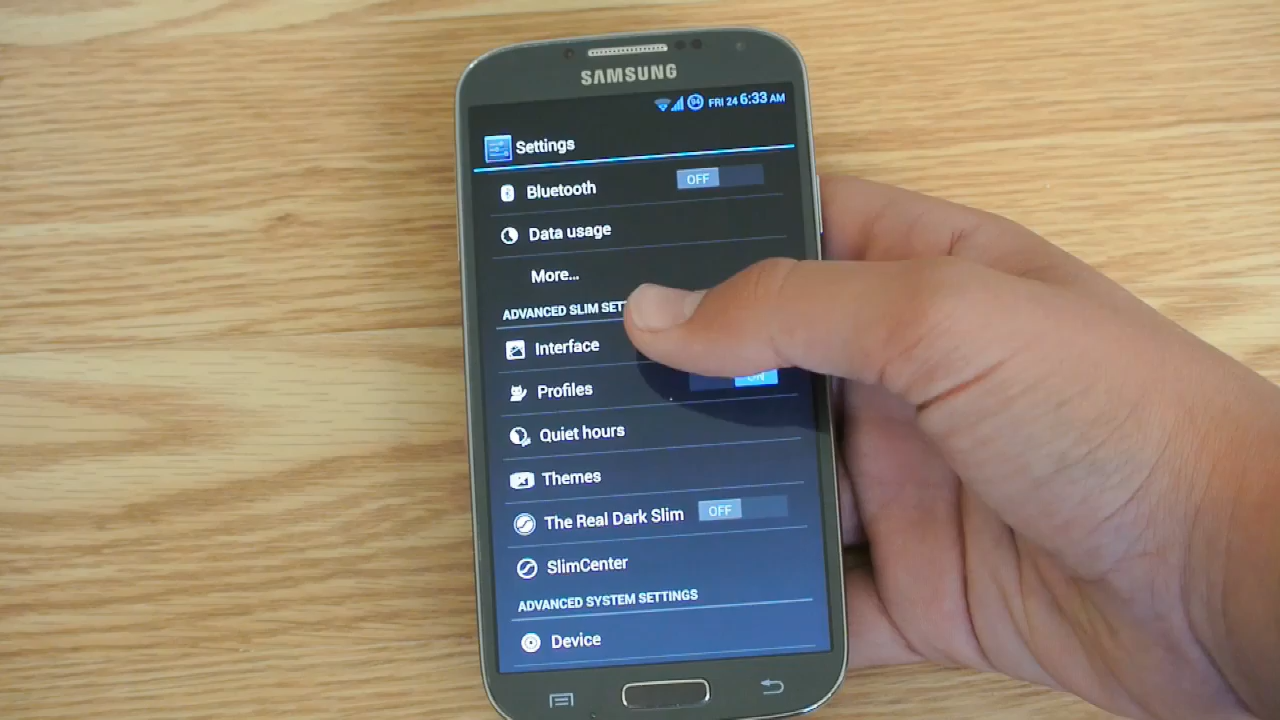 SAMSUNG
94 FRI 24 6:33 AM
Settings
Bluetooth OFF
Data usage
More...
ADVANCED SLIM
Interface
Profiles ON
Quiet hours
Themes
The Real Dark Slim OFF
SlimCenter
ADVANCED SYSTEM SETTINGS
Device